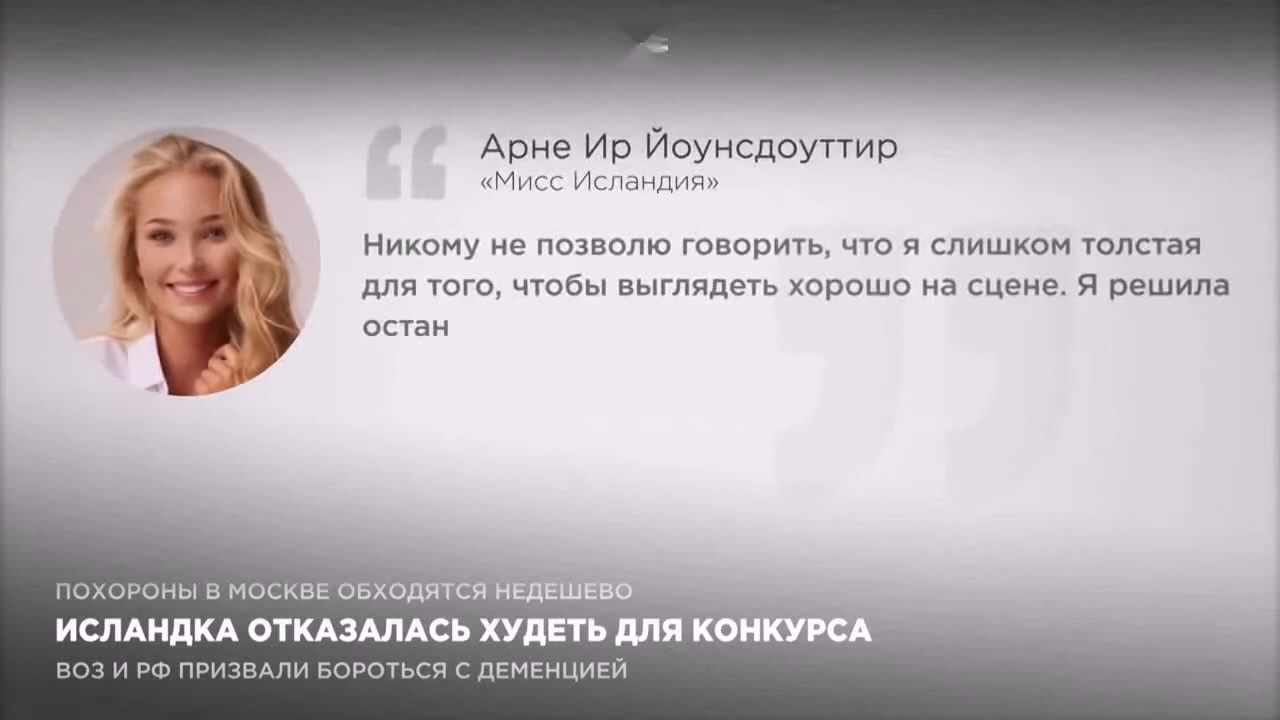 Арне Ир Йоунсдоуттир
«Мисс Исландия»
Никому не позволю говорить, что я слишком толстая
для того, чтобы выглядеть хорошо на сцене. Я решила
остан
ПОХОРОНЫ В МОСКВЕ ОБХОДЯТСЯ НЕДЕШЕВО
ИСЛАНДКА ОТКАЗАЛАСЬ ХУДЕТЬ ДЛЯ КОНКУРСА
ВОЗ И РФ ПРИЗВАЛИ БОРОТЬСЯ С ДЕМЕНЦИЕЙ